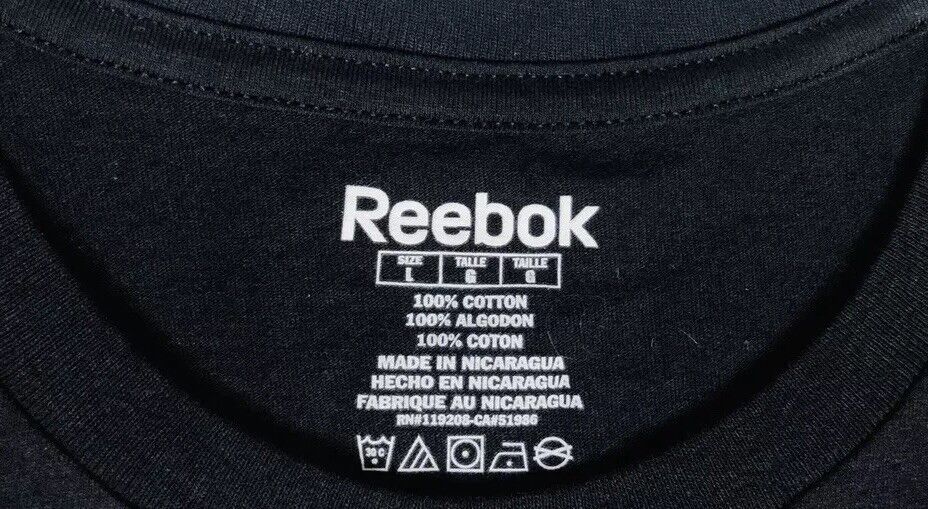 Reebok
SIZE TALLE TAILLE
L G G
100% COTTON
100% ALGODON
100% COTON
MADE IN NICARAGUA
HECHO EN NICARAGUA
FABRIQUE AU NICARAGUA
RN#119208-CA#51986
30 C